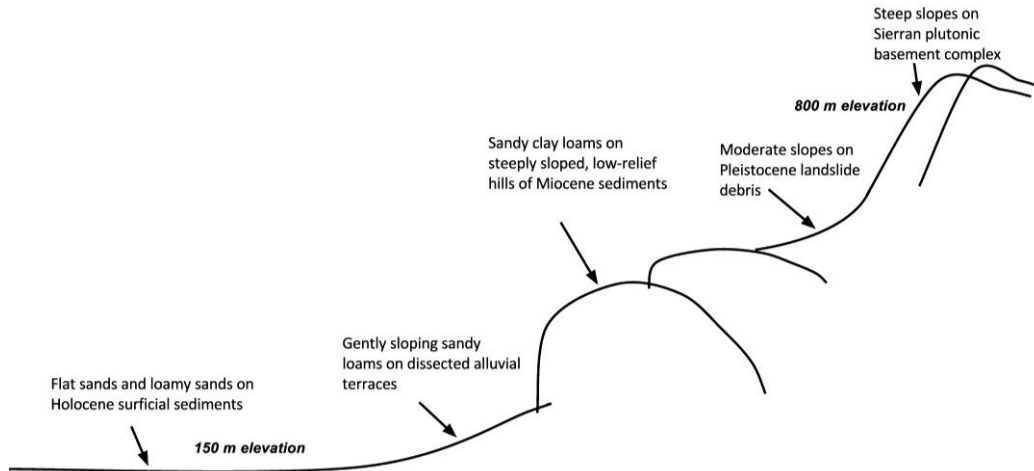 Steep slopes on
Sierran plutonic
basement complex
800 m elevation
Sandy clay loams on
steeply sloped, low-relief
hills of Miocene sediments
Moderate slopes on
Pleistocene landslide
debris
Gently sloping sandy
loams on dissected alluvial
terraces
Flat sands and loamy sands on
Holocene surficial sediments
150 m elevation